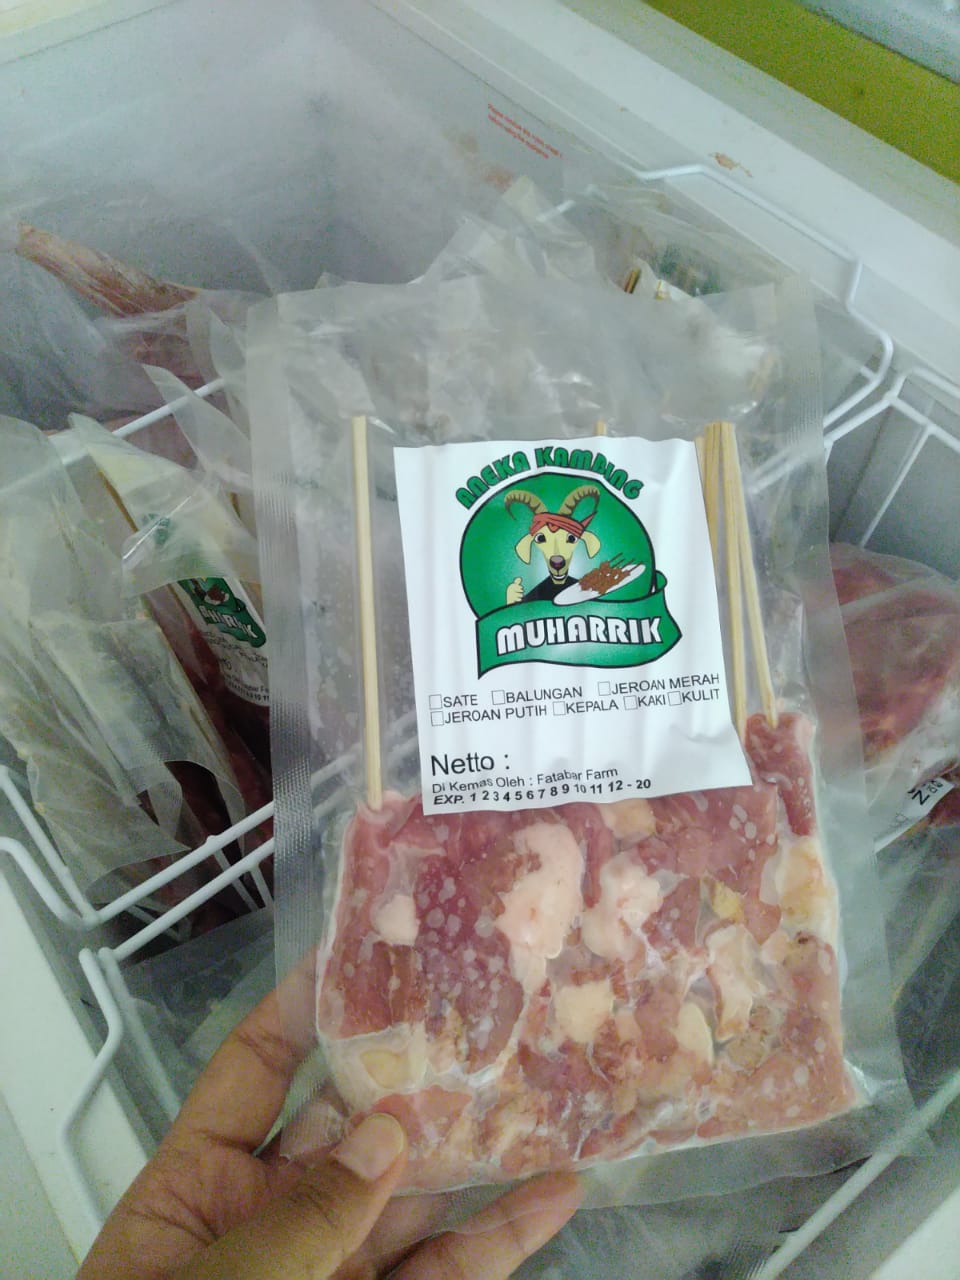 ANEKA KAMBING
MUHARRIK
SATE BALUNGAN JEROAN MERAH
JEROAN PUTIH KEPALA KAKI KULIT
Netto :
Di Kemas Oleh : Fatabar Farm
EXP. 1 2 3 4 5 6 7 8 9 10 11 12 - 20